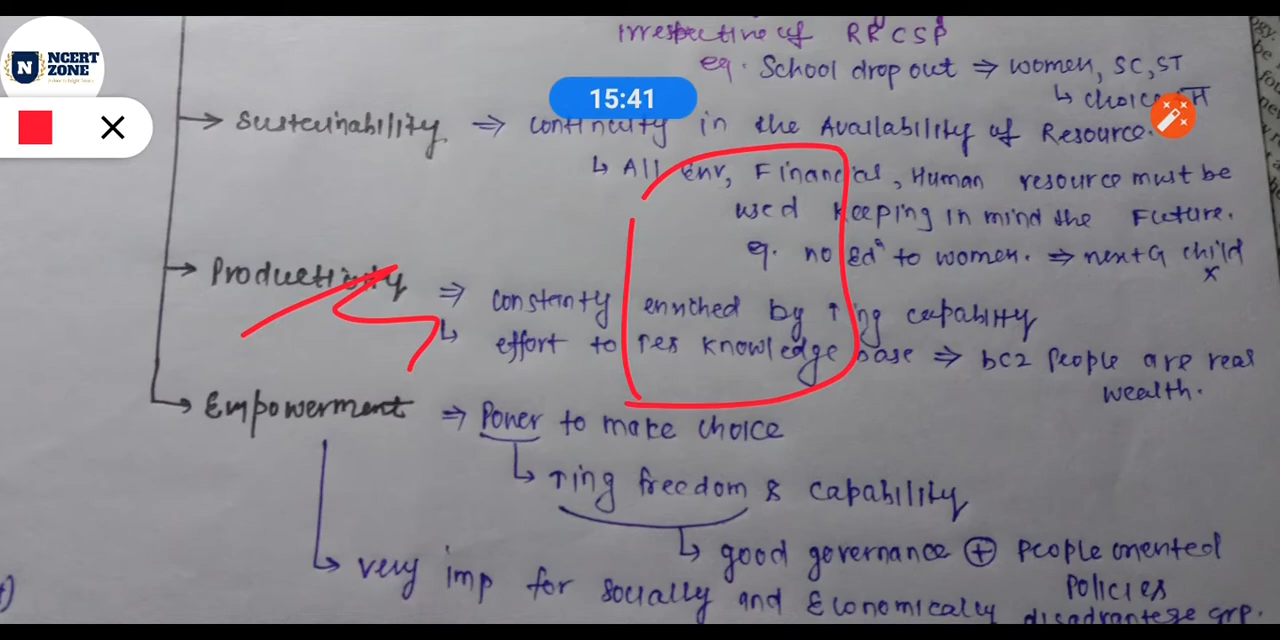 NCERT
ZONE
Irrespective of RRCSP
eg. School drop out ⇒ women, SC, ST
↳ choice
15:41
→ Sustainability ⇒ continuity in the Availability of Resource.
↳ All env, Financial, Human resource must be
used keeping in mind the Future.
eg. no edⁿ to women. ⇒ next G child
x
→ Productivity ⇒ constanty enriched by ↑ing capability
↳ effort to ↑es knowledge base ⇒ bcz People are real
wealth.
→ Empowerment ⇒ Power to make choice
↳ ↑ing freedom & capability
↳ good governance ⊕ people oriented
policies
↳ very imp for socially and Economically disadvantese grp.